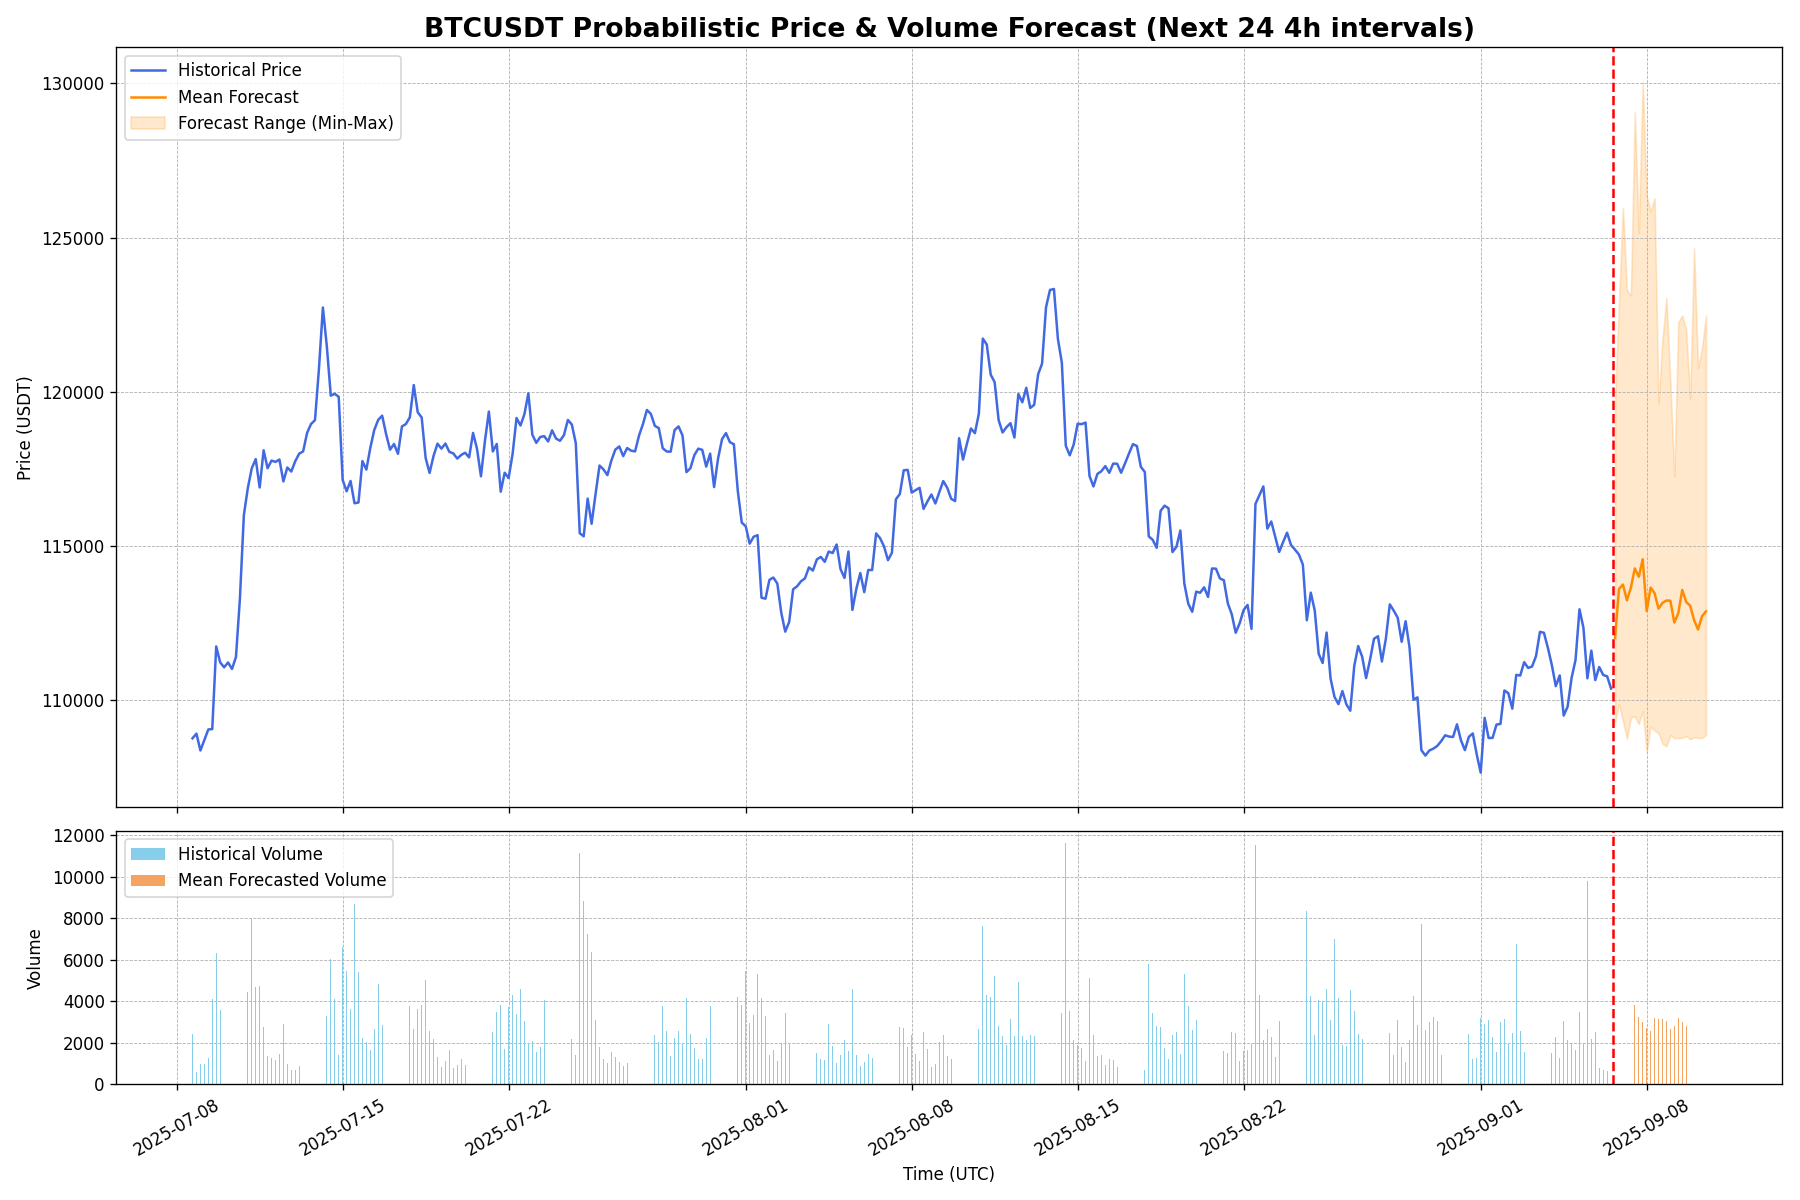 BTCUSDT Probabilistic Price & Volume Forecast (Next 24 4h intervals)
Historical Price
Mean Forecast
Forecast Range (Min-Max)
130000
125000
120000
115000
110000
Price (USDT)
Historical Volume
Mean Forecasted Volume
12000
10000
8000
6000
4000
2000
0
Volume
2025-07-08
2025-07-15
2025-07-22
2025-08-01
2025-08-08
2025-08-15
2025-08-22
2025-09-01
2025-09-08
Time (UTC)